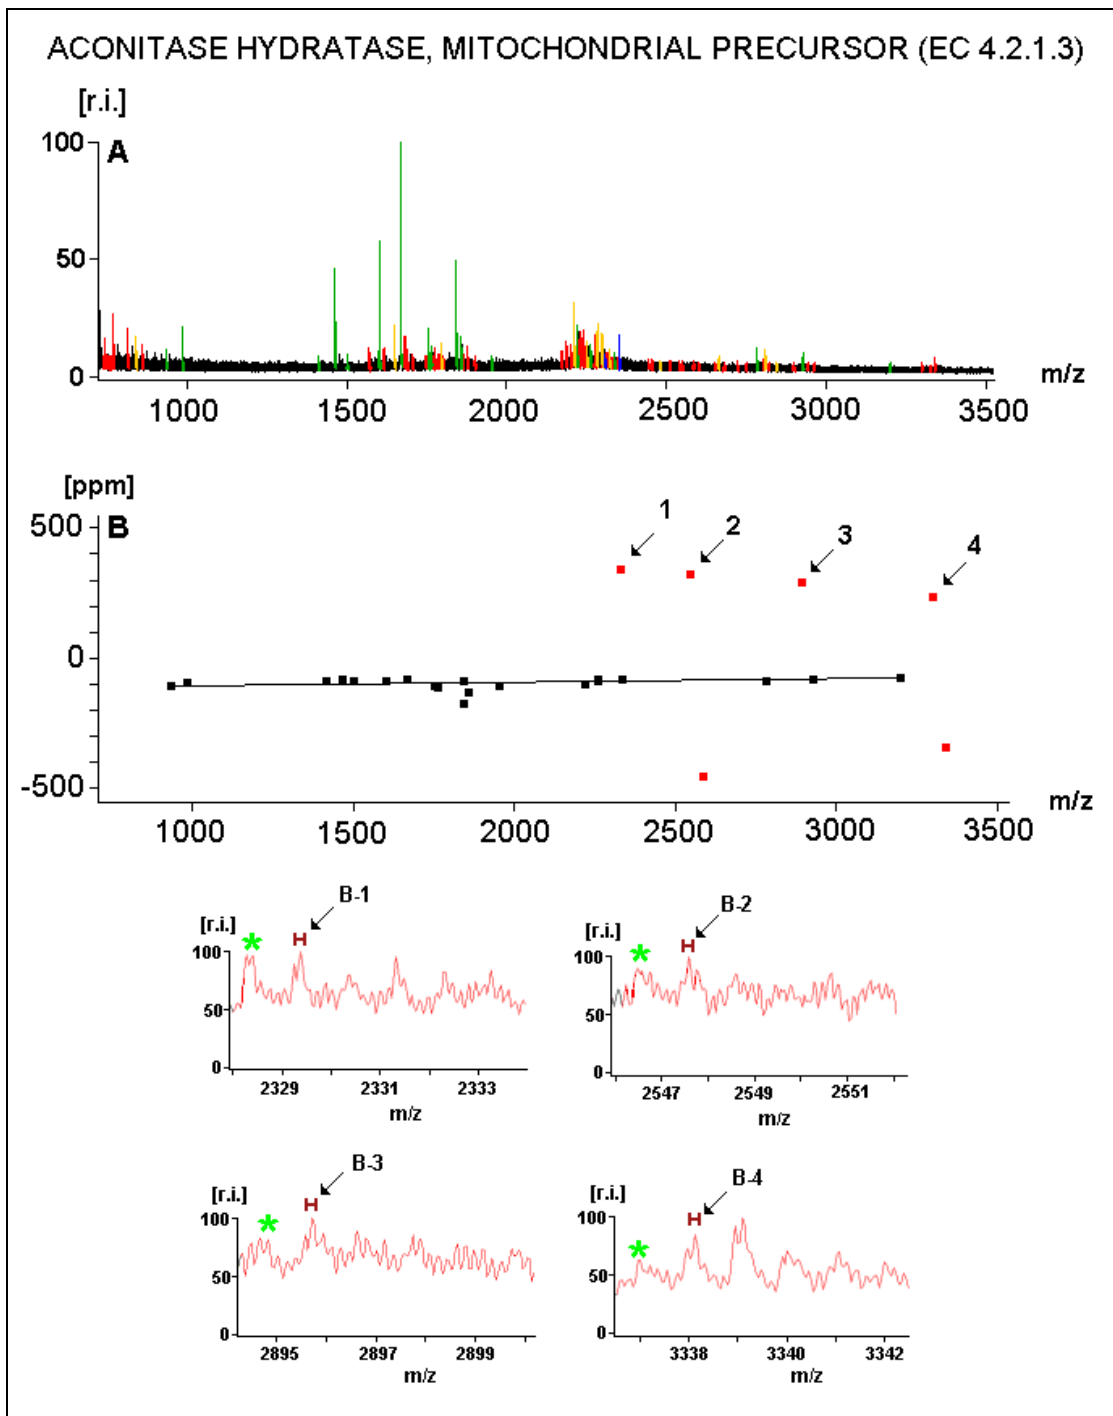 ACONITASE HYDRATASE, MITOCHONDRIAL PRECURSOR (EC 4.2.1.3)
[r.i.]
100
A
50
0
m/z
1000 1500 2000 2500 3000 3500
[ppm]
500
B
1
2
3
4
0
-500
m/z
1000 1500 2000 2500 3000 3500
B-1
[r.i.]
*
H
100
50
0
2329 2331 2333
m/z
B-2
[r.i.]
*
H
100
50
0
2547 2549 2551
m/z
B-3
[r.i.]
*
H
100
50
0
2895 2897 2899
m/z
B-4
[r.i.]
*
H
100
50
0
3338 3340 3342
m/z